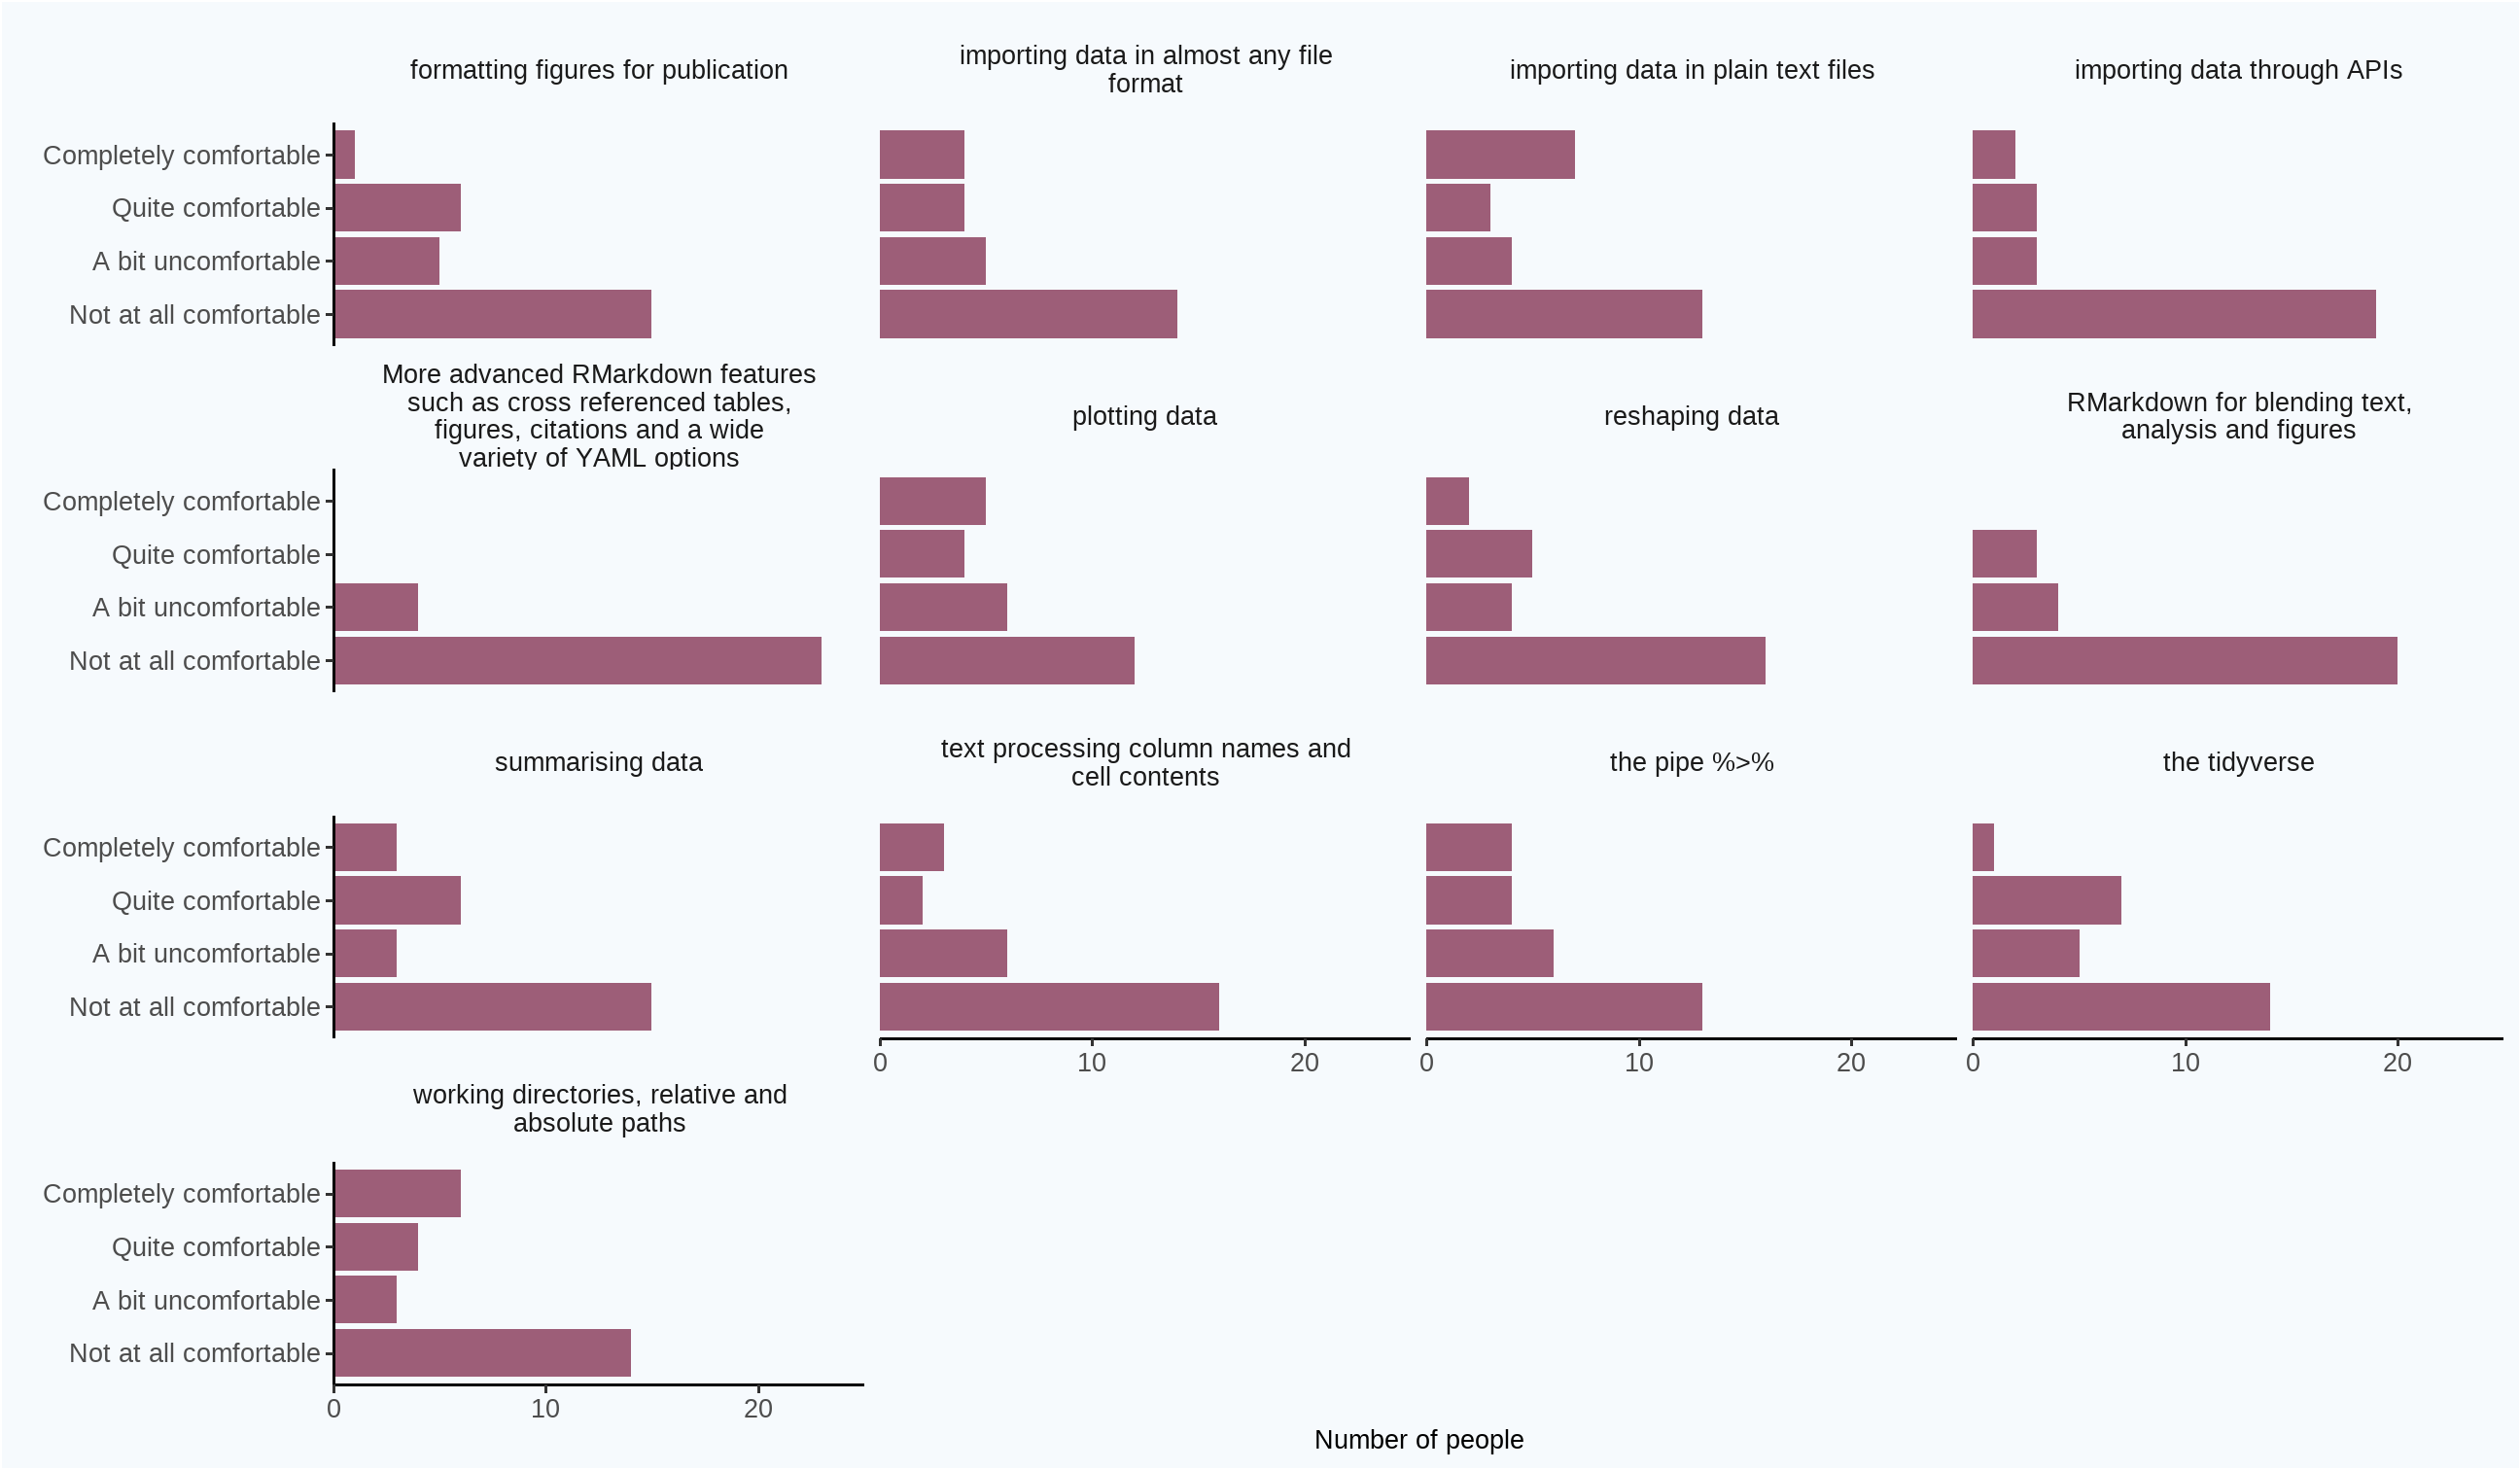 formatting figures for publication
importing data in almost any file
format
importing data in plain text files
importing data through APIs
Completely comfortable
Quite comfortable
A bit uncomfortable
Not at all comfortable
More advanced RMarkdown features
such as cross referenced tables,
figures, citations and a wide
variety of YAML options
plotting data
reshaping data
RMarkdown for blending text,
analysis and figures
Completely comfortable
Quite comfortable
A bit uncomfortable
Not at all comfortable
summarising data
text processing column names and
cell contents
the pipe %>%
the tidyverse
Completely comfortable
Quite comfortable
A bit uncomfortable
Not at all comfortable
0 10 20
0 10 20
0 10 20
working directories, relative and
absolute paths
Completely comfortable
Quite comfortable
A bit uncomfortable
Not at all comfortable
0 10 20
Number of people